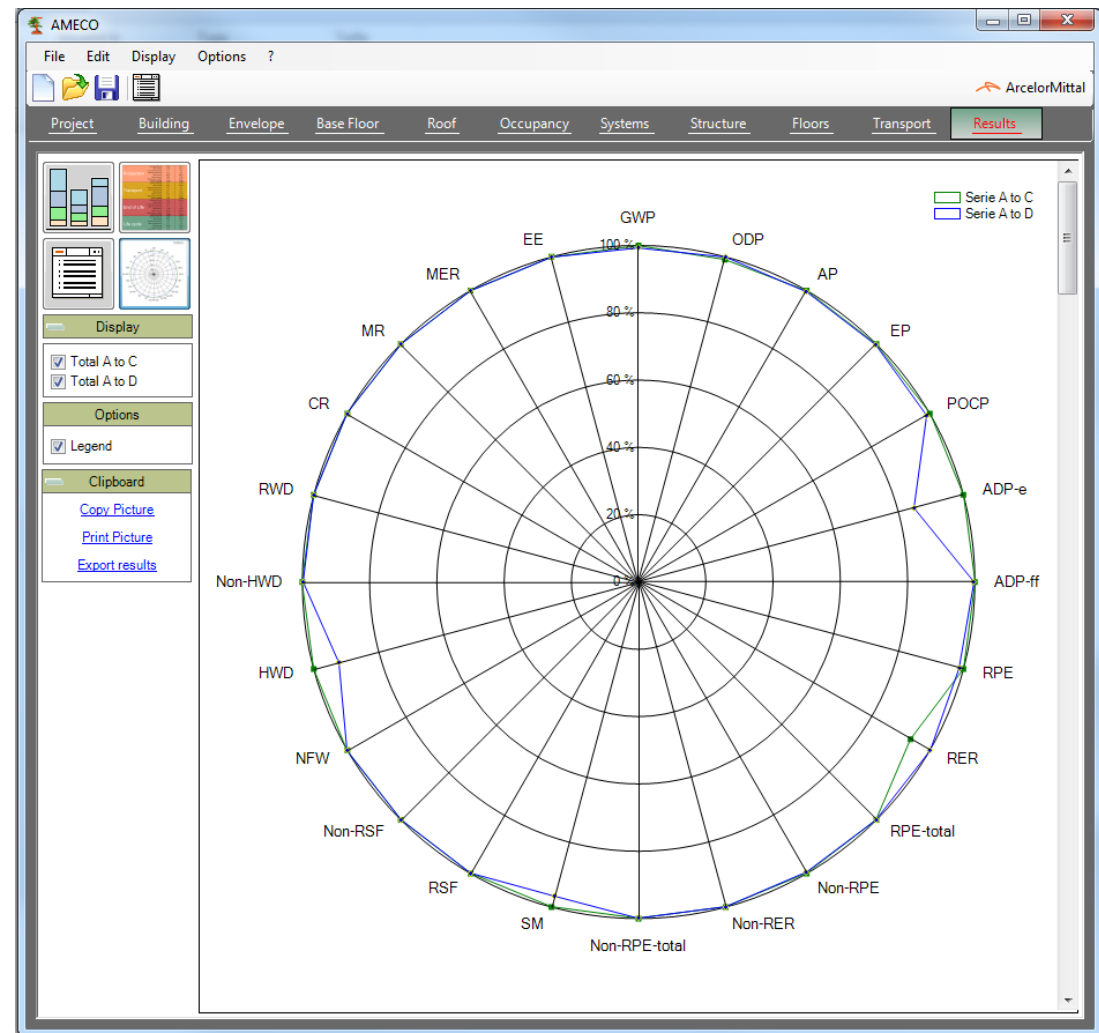 AMECO
File Edit Display Options ?
ArcelorMittal
Project Building Envelope Base Floor Roof Occupancy Systems Structure Floors Transport Results
Display
Total A to C
Total A to D
Options
Legend
Clipboard
Copy Picture
Print Picture
Export results
Serie A to C
Serie A to D
GWP
ODP
AP
EP
POCP
ADP-e
ADP-ff
RPE
RER
RPE-total
Non-RPE
Non-RER
Non-RPE-total
SM
RSF
Non-RSF
NFW
HWD
Non-HWD
RWD
CR
MR
MER
EE
100 %
80 %
60 %
40 %
20 %
0 %